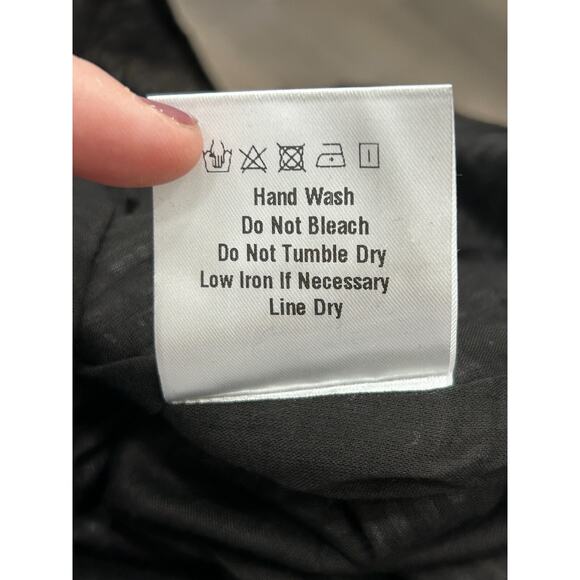 Hand Wash
Do Not Bleach
Do Not Tumble Dry
Low Iron If Necessary
Line Dry